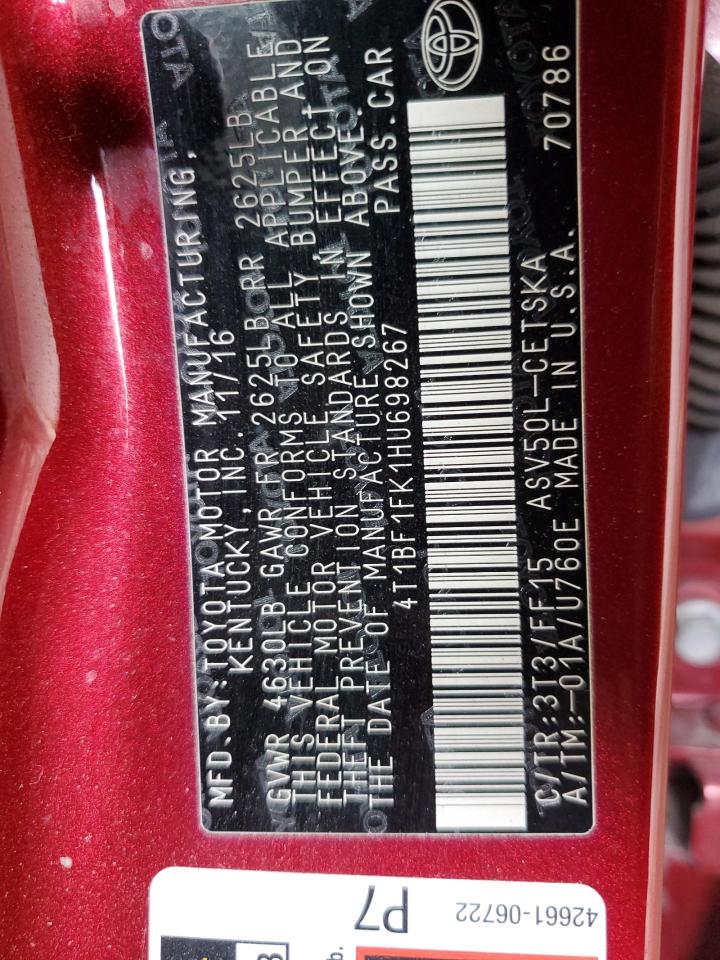 MFD.BY:TOYOTA MOTOR MANUFACTURING,
KENTUCKY,INC. 11/16
GVWR 4630LB GAWR FR 2625LB RR 2625LB
THIS VEHICLE CONFORMS TO ALL APPLICABLE
FEDERAL MOTOR VEHICLE SAFETY, BUMPER, AND
THEFT PREVENTION STANDARDS IN EFFECT ON
THE DATE OF MANUFACTURE SHOWN ABOVE.
4T1BF1FK1HU698267 PASS.CAR
C/TR:3T3/FF15 ASV50L-CETSKA
A/TM:-01A/U760E MADE IN U.S.A. 70786
42661-06722
P7